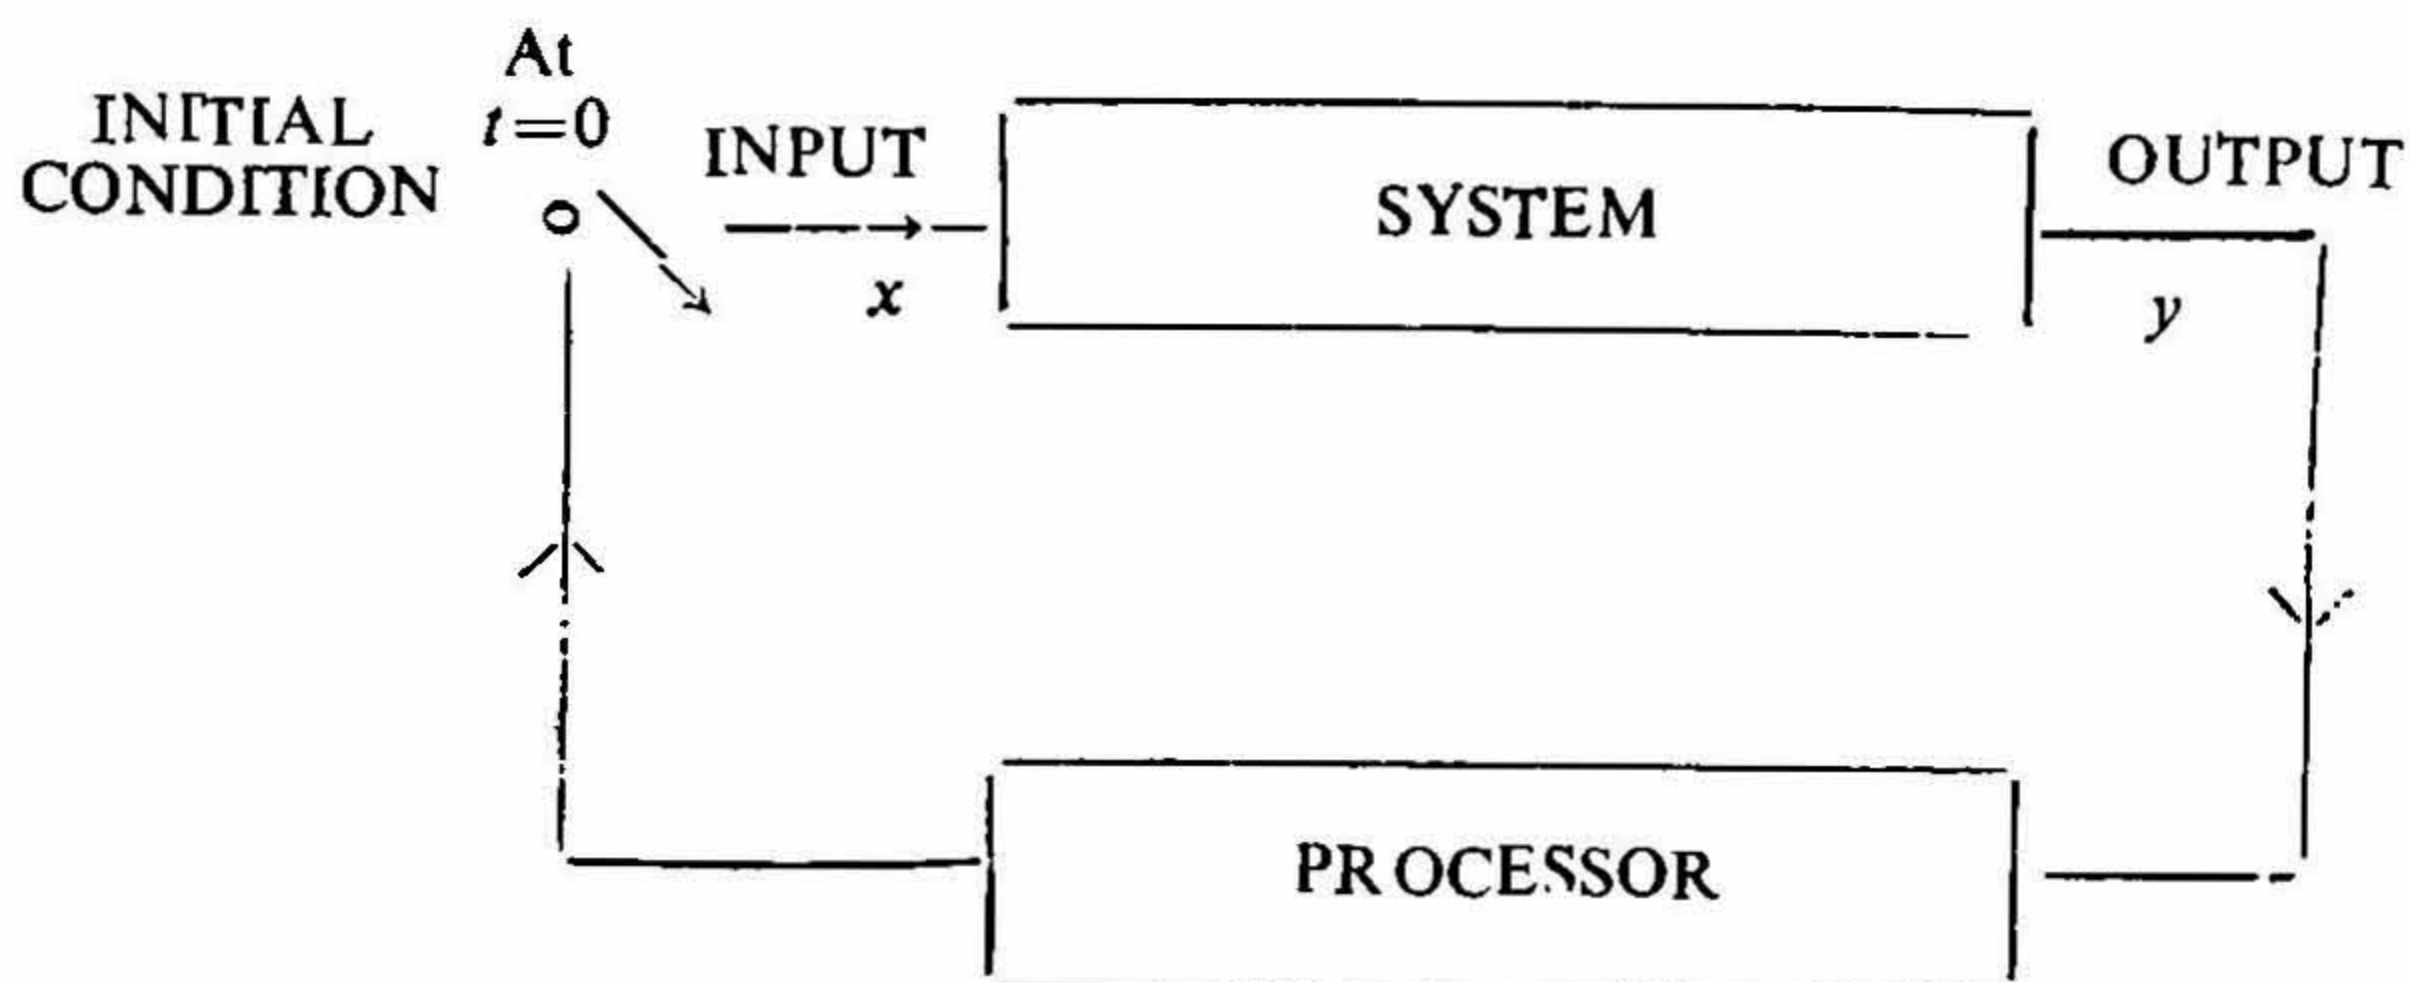 At
t=0
INITIAL
CONDITION
INPUT
x
SYSTEM
OUTPUT
y
PROCESSOR